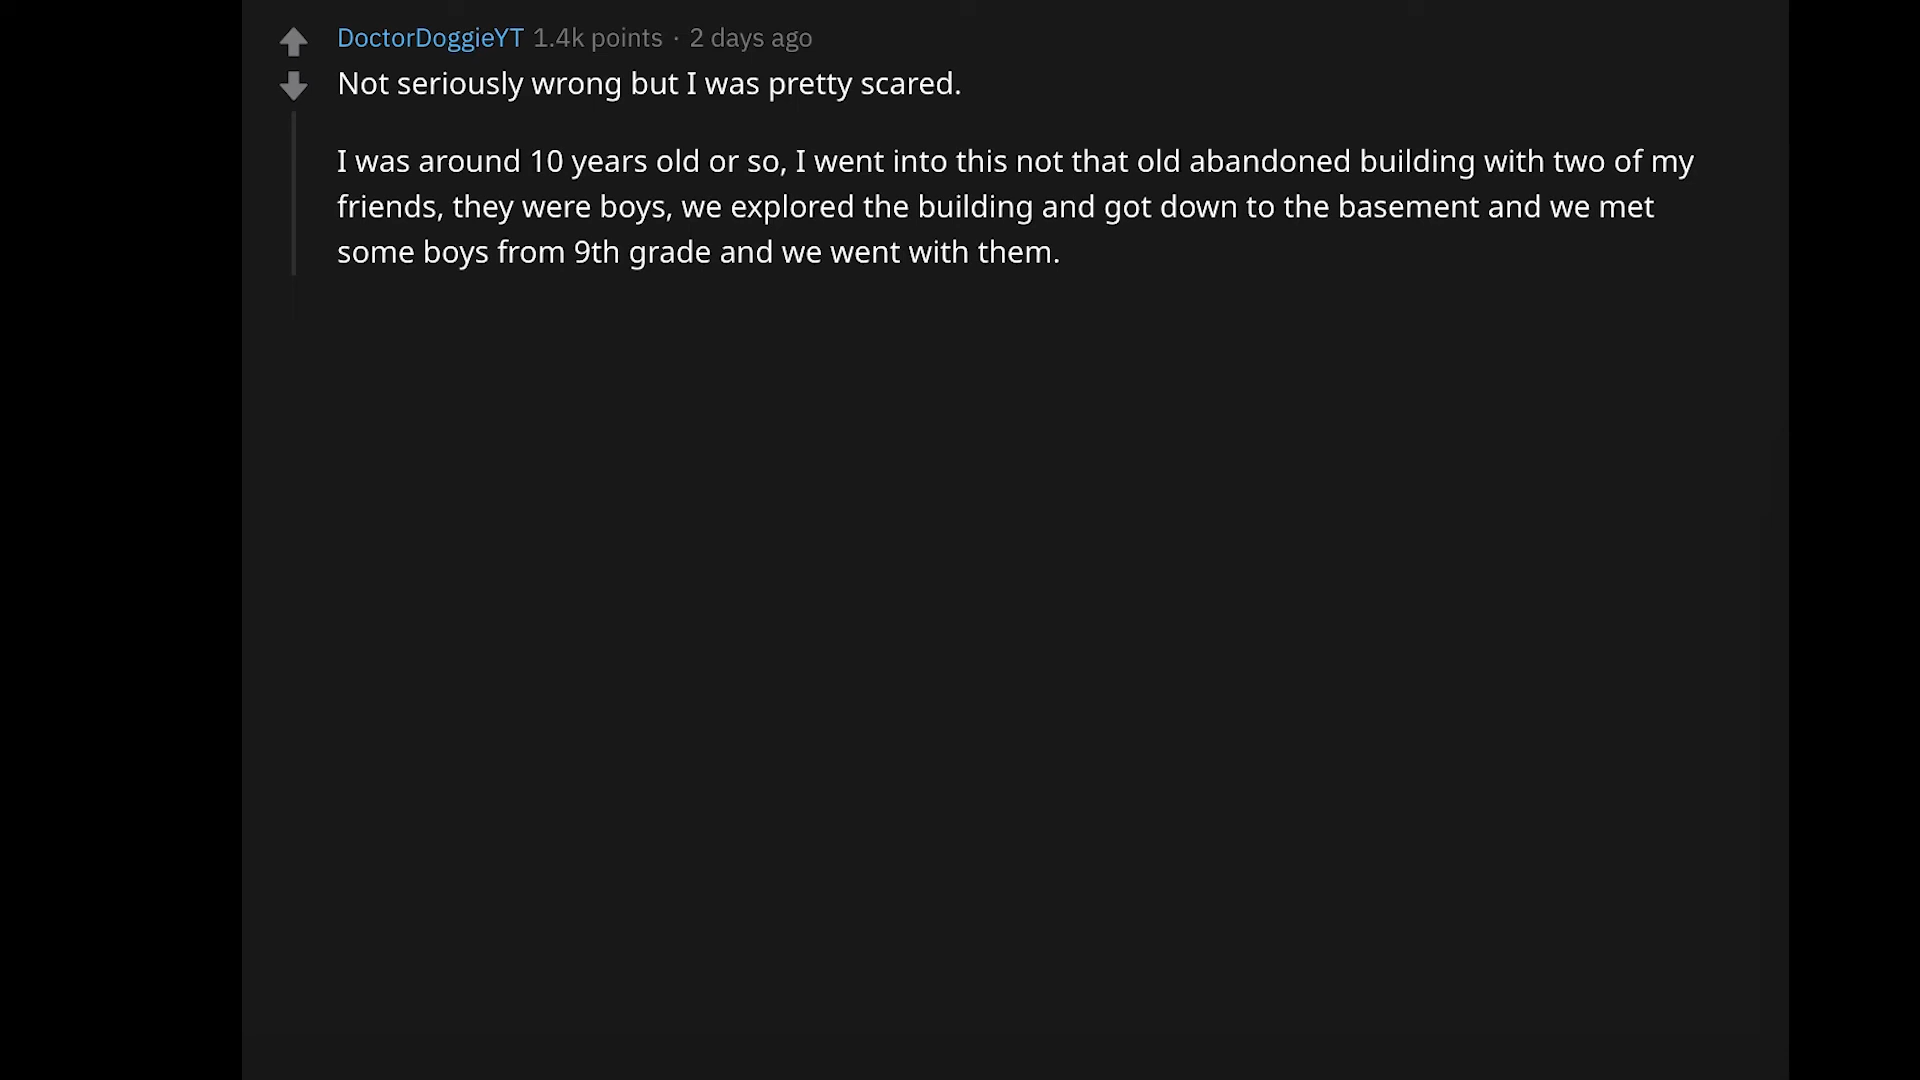 DoctorDoggieYT 1.4k points · 2 days ago
Not seriously wrong but I was pretty scared.
I was around 10 years old or so, I went into this not that old abandoned building with two of my
friends, they were boys, we explored the building and got down to the basement and we met
some boys from 9th grade and we went with them.